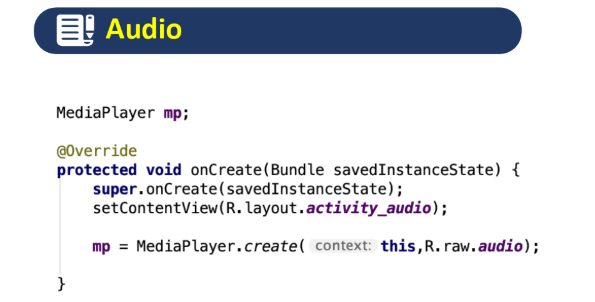 Audio
MediaPlayer mp;
@Override
protected void onCreate(Bundle savedInstanceState) {
super.onCreate(savedInstanceState);
setContentView(R.layout.activity_audio);
mp = MediaPlayer.create( context: this,R.raw.audio);
}